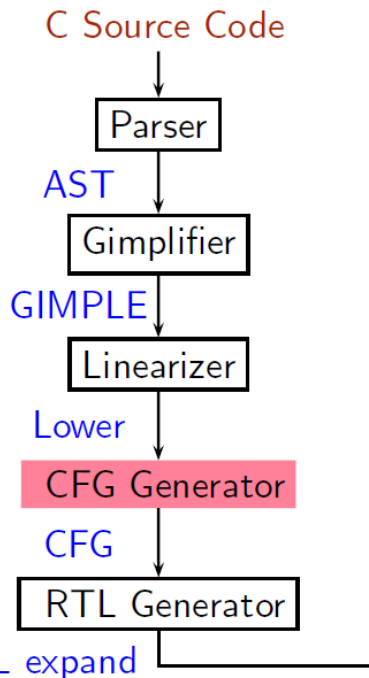 C Source Code
Parser
AST
Gimplifier
GIMPLE
Linearizer
Lower
CFG Generator
CFG
RTL Generator
expand